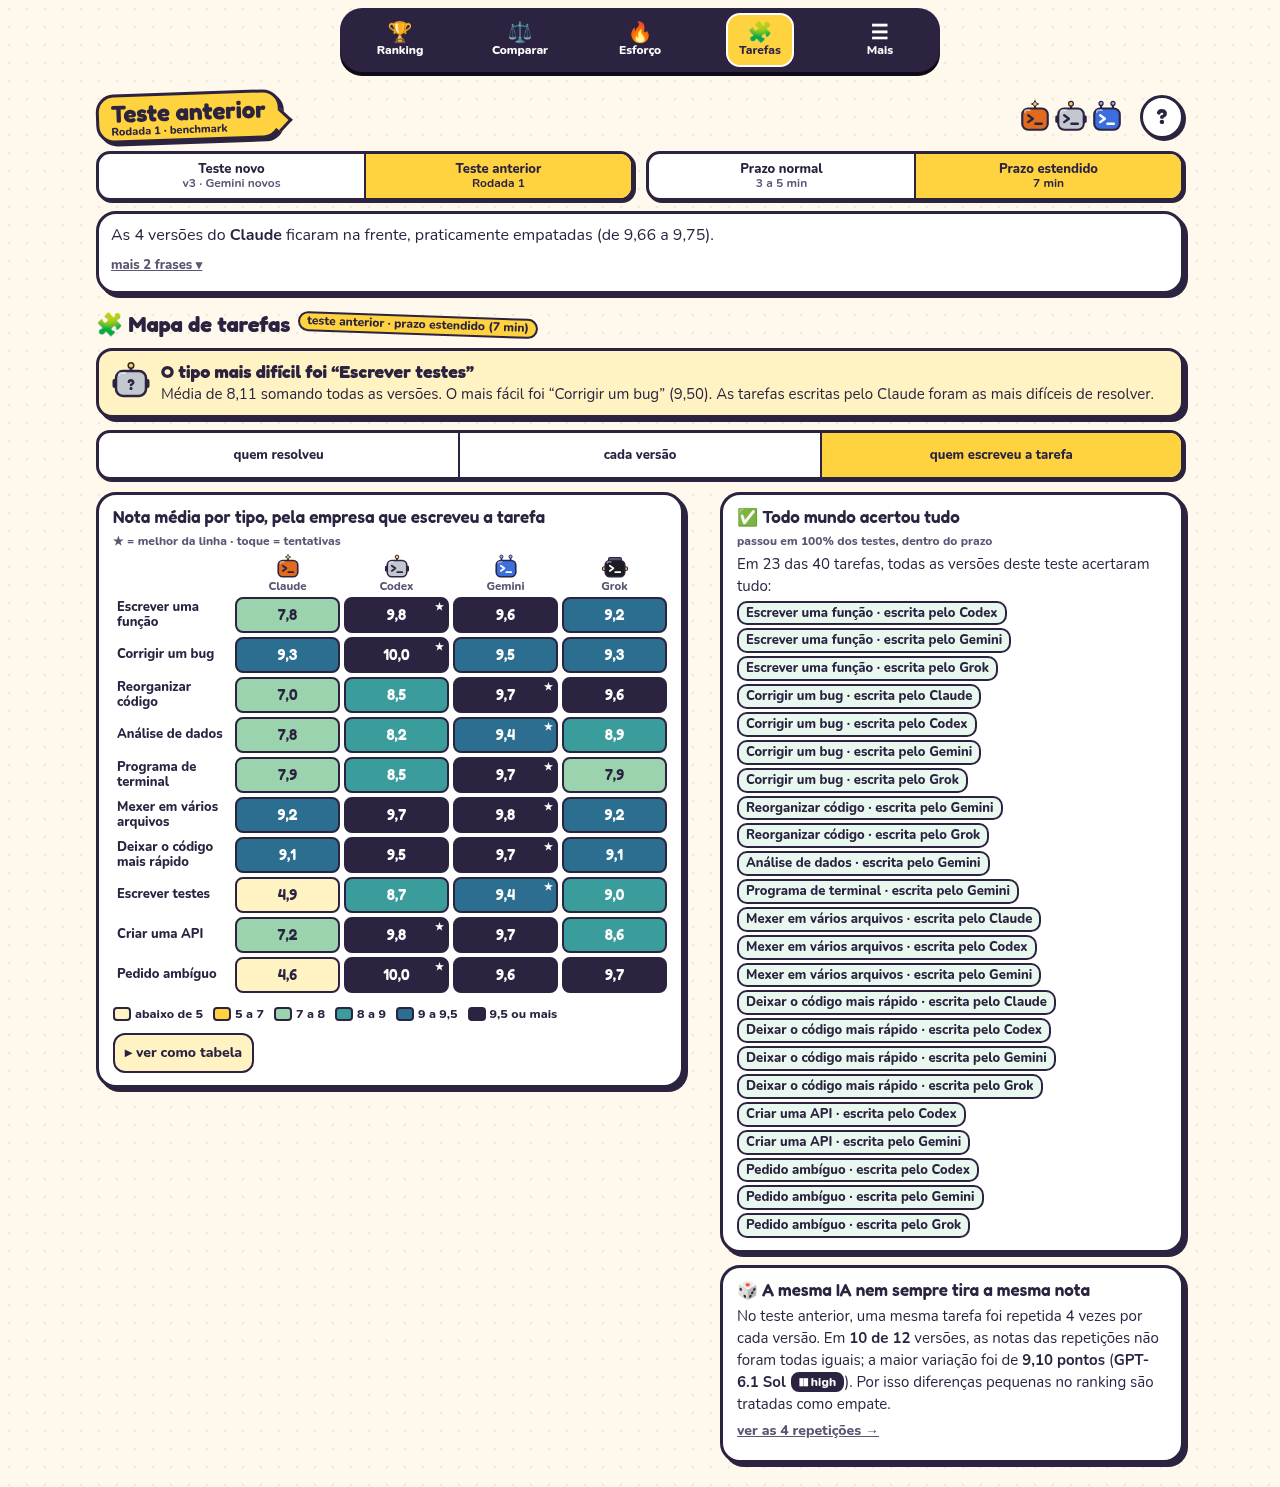 Ranking
Comparar
Esforço
Tarefas
Mais
Teste anterior
Rodada 1 · benchmark
?
Teste novo
v3 · Gemini novos
Teste anterior
Rodada 1
Prazo normal
3 a 5 min
Prazo estendido
7 min
As 4 versões do Claude ficaram na frente, praticamente empatadas (de 9,66 a 9,75).
mais 2 frases ▾
Mapa de tarefas
teste anterior · prazo estendido (7 min)
O tipo mais difícil foi “Escrever testes”
Média de 8,11 somando todas as versões. O mais fácil foi “Corrigir um bug” (9,50). As tarefas escritas pelo Claude foram as mais difíceis de resolver.
quem resolveu
cada versão
quem escreveu a tarefa
Nota média por tipo, pela empresa que escreveu a tarefa
★ = melhor da linha · toque = tentativas
Claude Codex Gemini Grok
Escrever uma função 7,8 9,8 ★ 9,6 9,2
Corrigir um bug 9,3 10,0 ★ 9,5 9,3
Reorganizar código 7,0 8,5 9,7 ★ 9,6
Análise de dados 7,8 8,2 9,4 ★ 8,9
Programa de terminal 7,9 8,5 9,7 ★ 7,9
Mexer em vários arquivos 9,2 9,7 9,8 ★ 9,2
Deixar o código mais rápido 9,1 9,5 9,7 ★ 9,1
Escrever testes 4,9 8,7 9,4 ★ 9,0
Criar uma API 7,2 9,8 ★ 9,7 8,6
Pedido ambíguo 4,6 10,0 ★ 9,6 9,7
abaixo de 5 5 a 7 7 a 8 8 a 9 9 a 9,5 9,5 ou mais
▸ ver como tabela
✅ Todo mundo acertou tudo
passou em 100% dos testes, dentro do prazo
Em 23 das 40 tarefas, todas as versões deste teste acertaram
tudo:
Escrever uma função · escrita pelo Codex
Escrever uma função · escrita pelo Gemini
Escrever uma função · escrita pelo Grok
Corrigir um bug · escrita pelo Claude
Corrigir um bug · escrita pelo Codex
Corrigir um bug · escrita pelo Gemini
Corrigir um bug · escrita pelo Grok
Reorganizar código · escrita pelo Gemini
Reorganizar código · escrita pelo Grok
Análise de dados · escrita pelo Gemini
Programa de terminal · escrita pelo Gemini
Mexer em vários arquivos · escrita pelo Claude
Mexer em vários arquivos · escrita pelo Codex
Mexer em vários arquivos · escrita pelo Gemini
Deixar o código mais rápido · escrita pelo Claude
Deixar o código mais rápido · escrita pelo Codex
Deixar o código mais rápido · escrita pelo Gemini
Deixar o código mais rápido · escrita pelo Grok
Criar uma API · escrita pelo Codex
Criar uma API · escrita pelo Gemini
Pedido ambíguo · escrita pelo Codex
Pedido ambíguo · escrita pelo Gemini
Pedido ambíguo · escrita pelo Grok
A mesma IA nem sempre tira a mesma nota
No teste anterior, uma mesma tarefa foi repetida 4 vezes por
cada versão. Em 10 de 12 versões, as notas das repetições não
foram todas iguais; a maior variação foi de 9,10 pontos (GPT-
6.1 Sol high). Por isso diferenças pequenas no ranking são
tratadas como empate.
ver as 4 repetições →